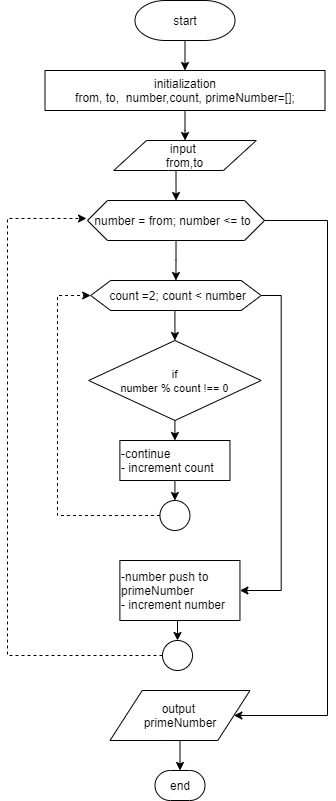 start
initialization
from, to, number,count, primeNumber=[];
input
from,to
number = from; number <= to
count =2; count < number
if
number % count !== 0
-continue
- increment count
-number push to
primeNumber
- increment number
output
primeNumber
end